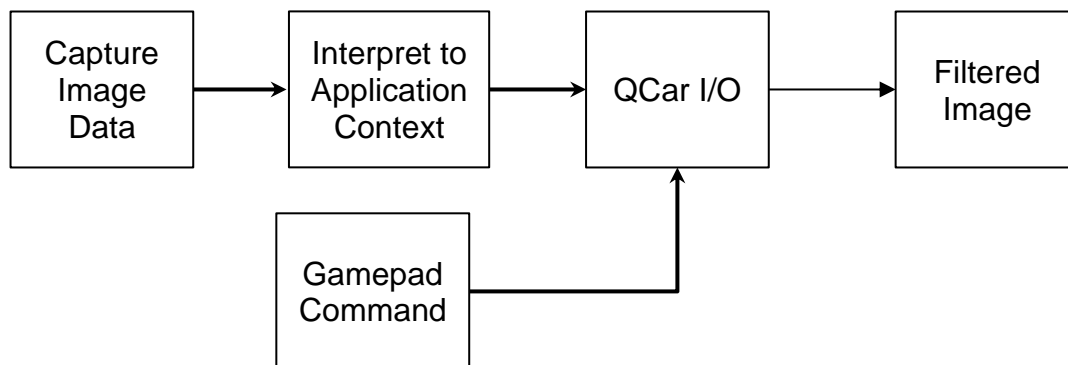 Capture
Image
Data
Interpret to
Application
Context
QCar I/O
Filtered
Image
Gamepad
Command